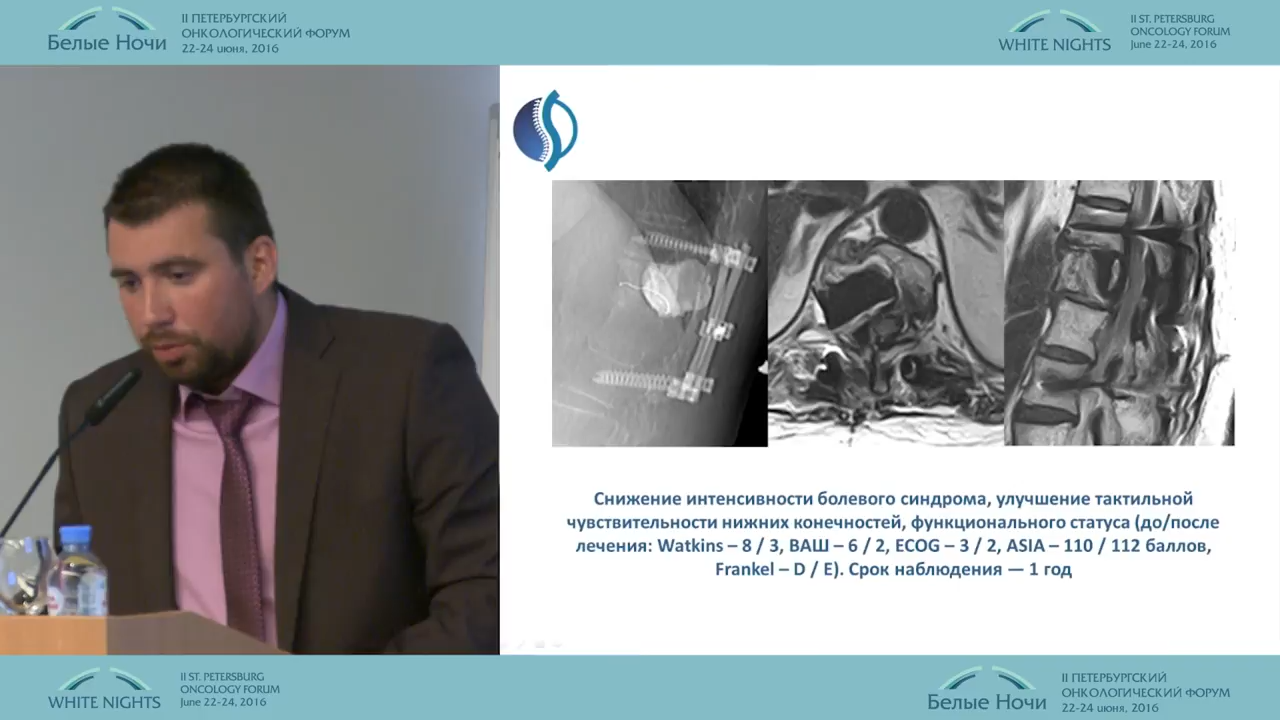 Белые Ночи
II ПЕТЕРБУРГСКИЙ
ОНКОЛОГИЧЕСКИЙ ФОРУМ
22-24 июня, 2016
WHITE NIGHTS
II ST. PETERSBURG
ONCOLOGY FORUM
June 22-24, 2016
Снижение интенсивности болевого синдрома, улучшение тактильной
чувствительности нижних конечностей, функционального статуса (до/после
лечения: Watkins – 8 / 3, ВАШ – 6 / 2, ECOG – 3 / 2, ASIA – 110 / 112 баллов,
Frankel – D / E). Срок наблюдения — 1 год
WHITE NIGHTS
II ST. PETERSBURG
ONCOLOGY FORUM
June 22-24, 2016
Белые Ночи
II ПЕТЕРБУРГСКИЙ
ОНКОЛОГИЧЕСКИЙ ФОРУМ
22-24 июня, 2016